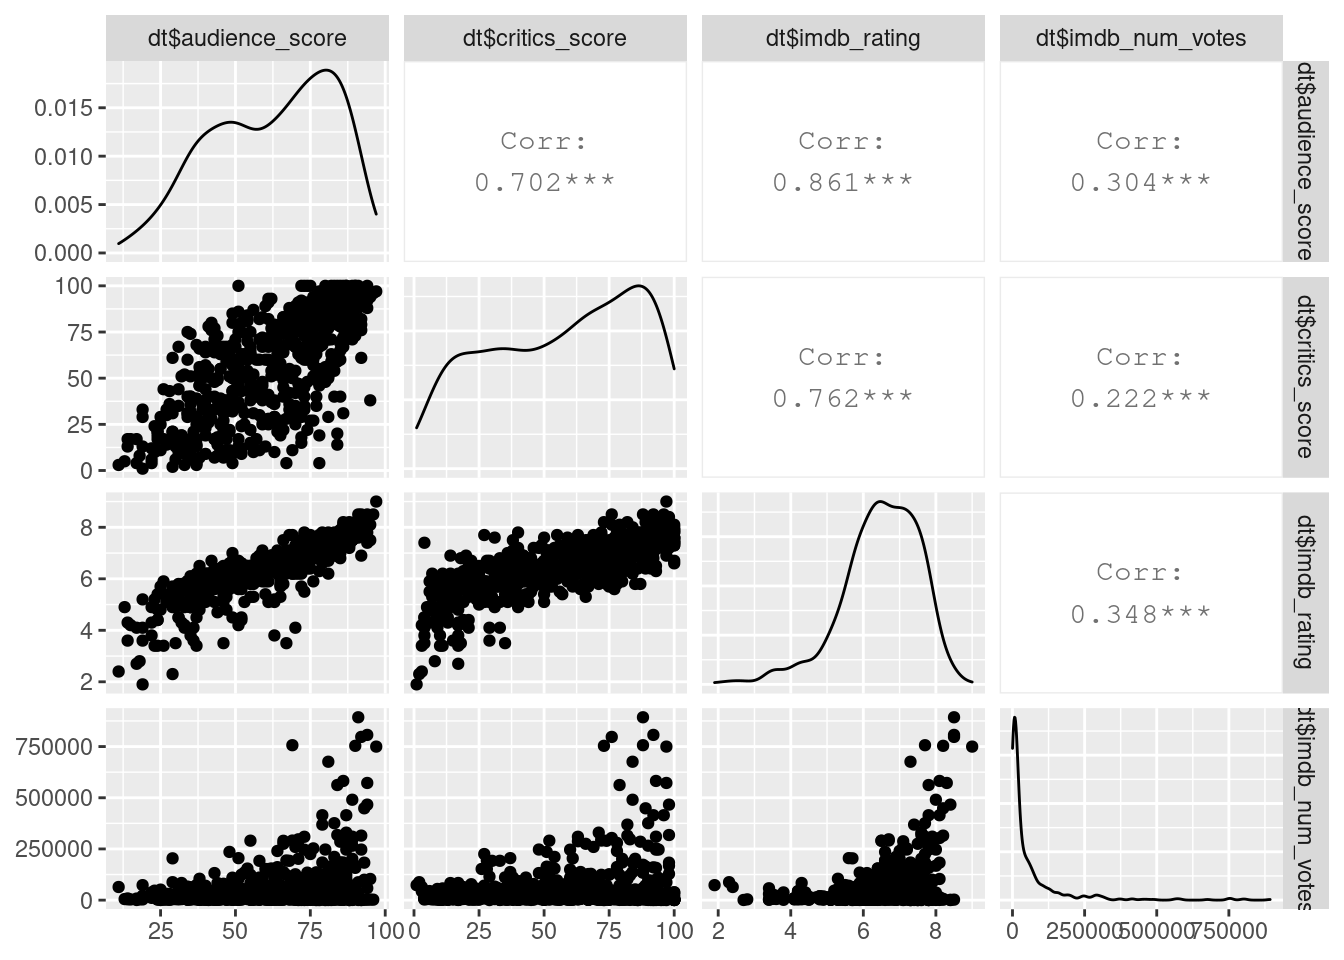 dt$audience_score dt$critics_score dt$imdb_rating dt$imdb_num_votes
0.015
0.010
0.005
0.000
Corr:
0.702***
Corr:
0.861***
Corr:
0.304***
dt$audience_score
100
75
50
25
0
Corr:
0.762***
Corr:
0.222***
dt$critics_score
8
6
4
2
Corr:
0.348***
dt$imdb_rating
750000
500000
250000
0
dt$imdb_num_votes
25 50 75 100 0 25 50 75 100 2 4 6 8 0 250000 500000 750000